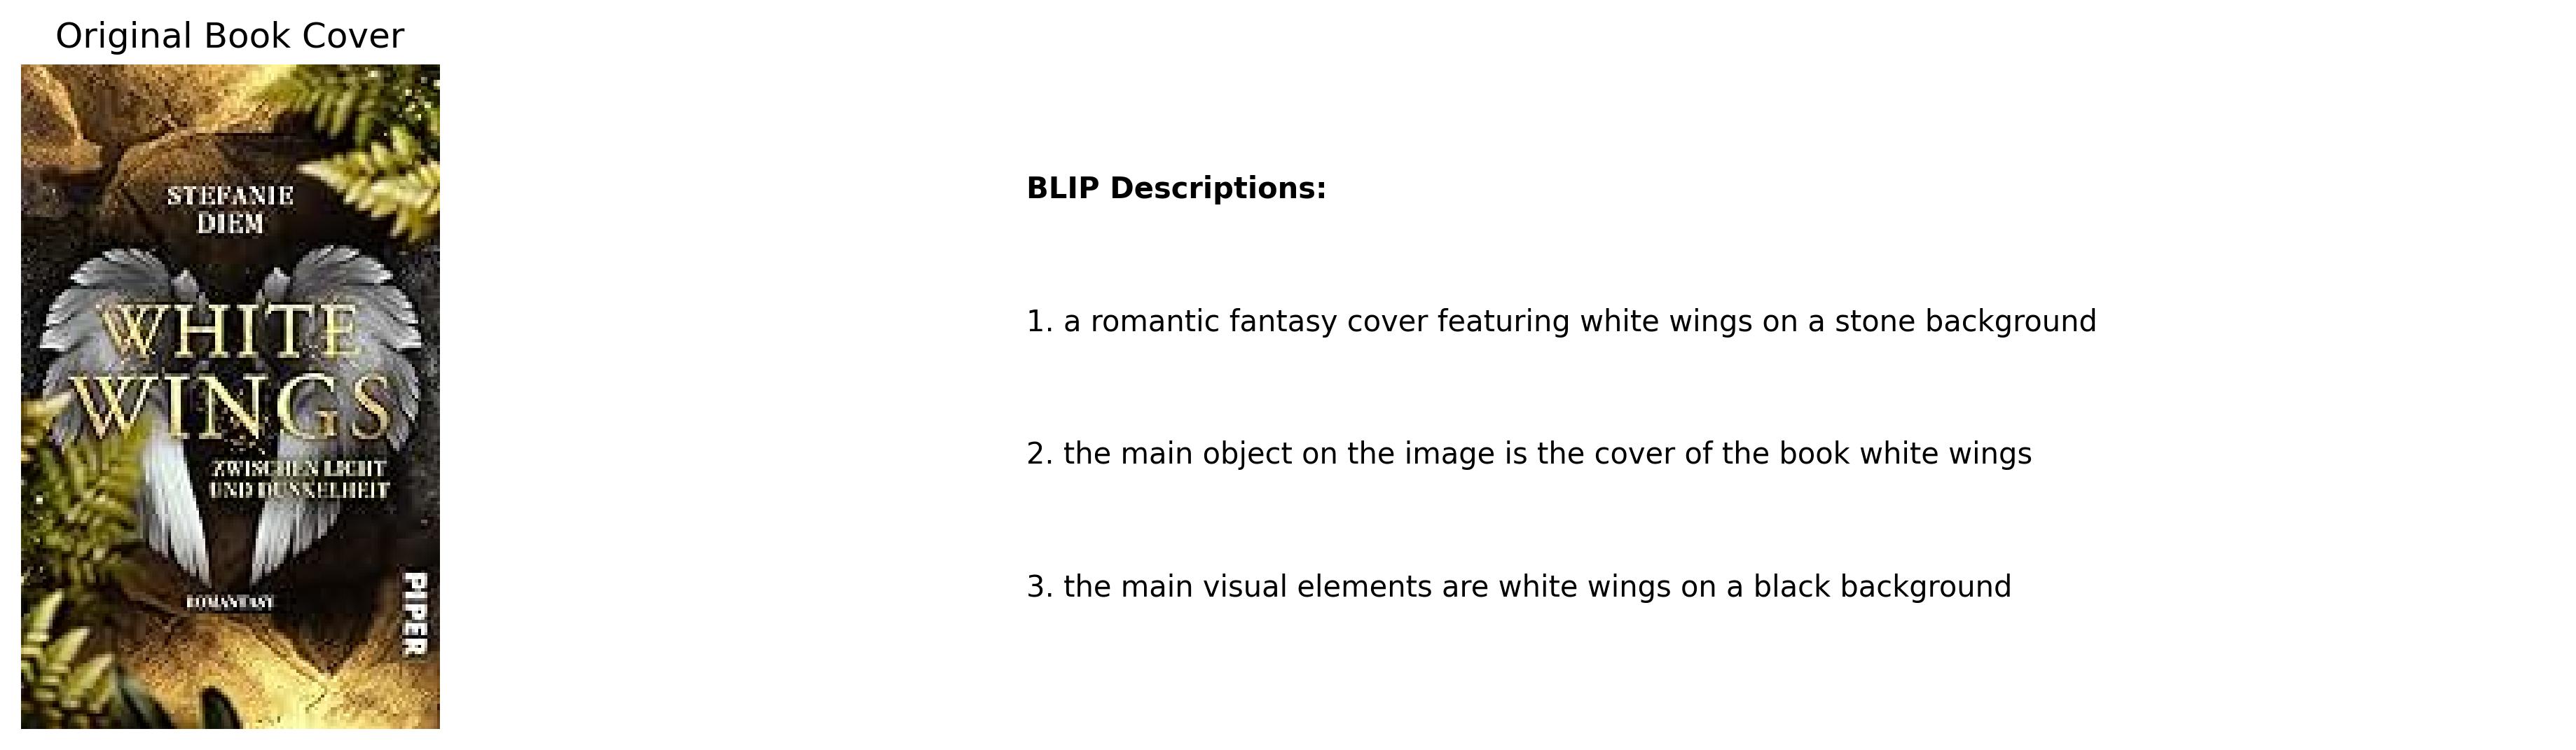 Original Book Cover
STEFANIE
DIEM
WHITE
WINGS
ZWISCHEN LICHT
UND DUNKELHEIT
ROMANTASY
PIPER
BLIP Descriptions:
1. a romantic fantasy cover featuring white wings on a stone background
2. the main object on the image is the cover of the book white wings
3. the main visual elements are white wings on a black background